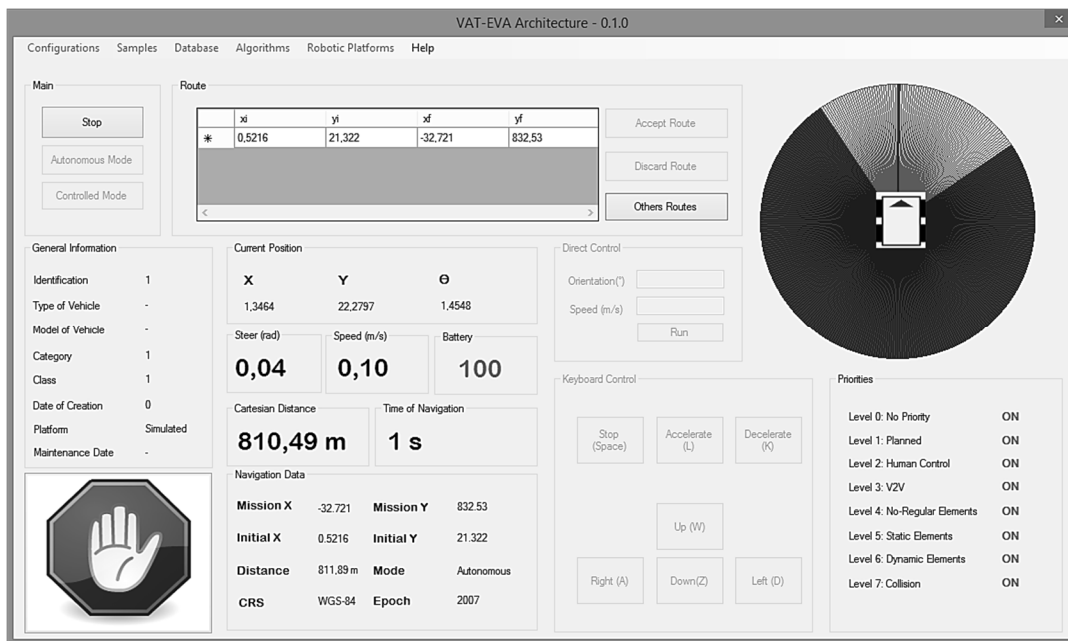 VAT-EVA Architecture - 0.1.0
Configurations Samples Database Algorithms Robotic Platforms Help
Main
Stop
Autonomous Mode
Controlled Mode
Route
xi yi xf yf
0,5216 21,322 -32,721 832,53
Accept Route
Discard Route
Others Routes
General Information
Identification 1
Type of Vehicle -
Model of Vehicle -
Category 1
Class 1
Date of Creation 0
Platform Simulated
Maintenance Date -
Current Position
X Y Θ
1,3464 22,2797 1,4548
Steer (rad)
0,04
Speed (m/s)
0,10
Battery
100
Cartesian Distance
810,49 m
Time of Navigation
1 s
Navigation Data
Mission X -32.721 Mission Y 832.53
Initial X 0.5216 Initial Y 21.322
Distance 811,89 m Mode Autonomous
CRS WGS-84 Epoch 2007
Direct Control
Orientation(°)
Speed (m/s)
Run
Keyboard Control
Stop
(Space)
Accelerate
(L)
Decelerate
(K)
Up (W)
Right (A)
Down(Z)
Left (D)
Priorities
Level 0: No Priority ON
Level 1: Planned ON
Level 2: Human Control ON
Level 3: V2V ON
Level 4: No-Regular Elements ON
Level 5: Static Elements ON
Level 6: Dynamic Elements ON
Level 7: Collision ON